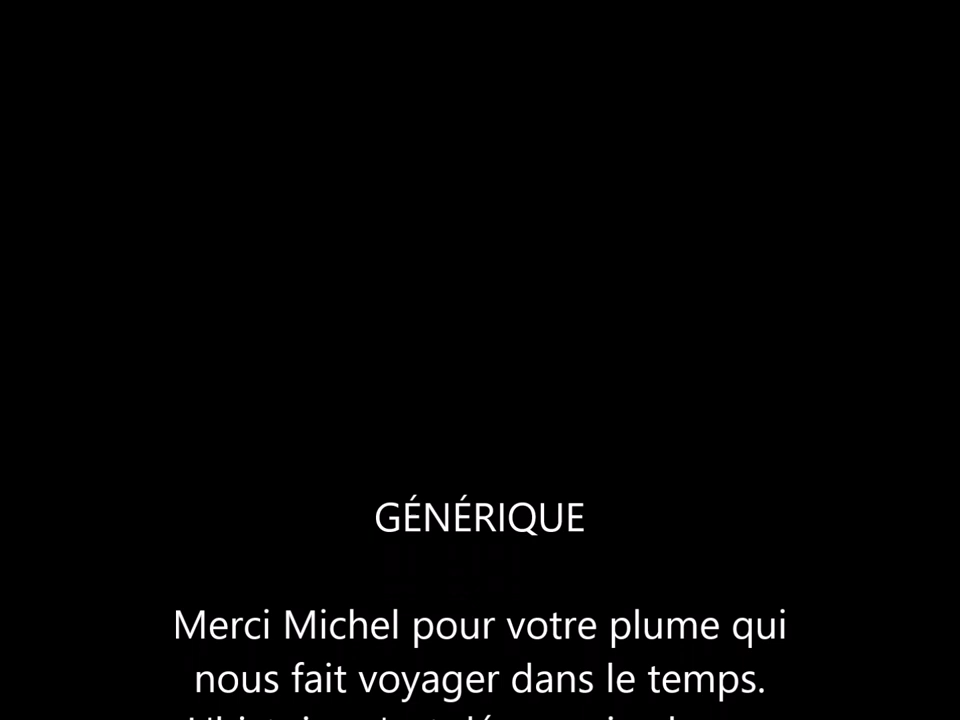 GÉNÉRIQUE
Merci Michel pour votre plume qui
nous fait voyager dans le temps.